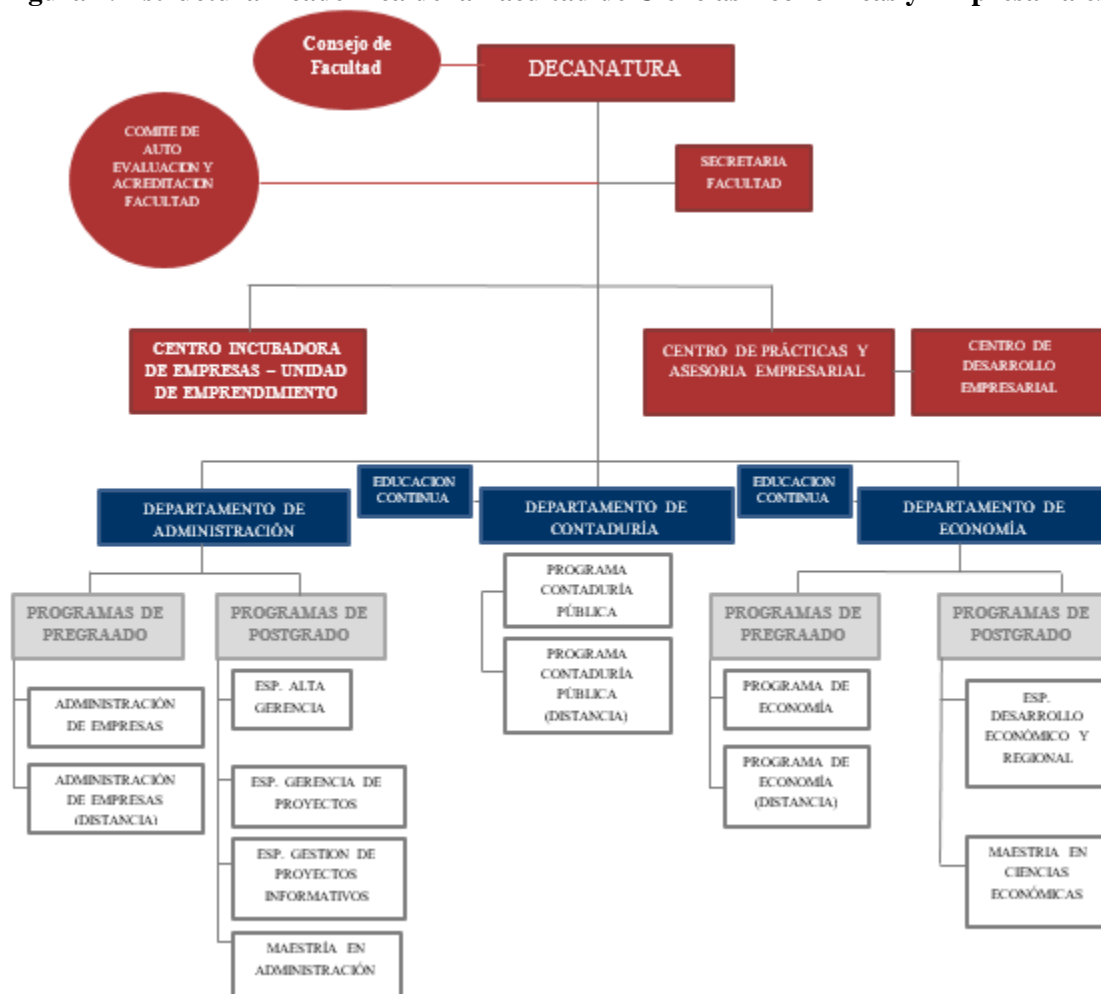 Consejo de
Facultad
DECANATURA
COMITE DE
AUTO
EVALUACION Y
ACREDITACION
FACULTAD
SECRETARIA
FACULTAD
CENTRO INCUBADORA
DE EMPRESAS – UNIDAD
DE EMPRENDIMIENTO
CENTRO DE PRÁCTICAS Y
ASESORIA EMPRESARIAL
CENTRO DE
DESARROLLO
EMPRESARIAL
DEPARTAMENTO DE
ADMINISTRACIÓN
EDUCACION
CONTINUA
DEPARTAMENTO DE
CONTADURÍA
EDUCACION
CONTINUA
DEPARTAMENTO DE
ECONOMÍA
PROGRAMAS DE
PREGRAADO
ADMINISTRACIÓN
DE EMPRESAS
ADMINISTRACIÓN
DE EMPRESAS
(DISTANCIA)
PROGRAMAS DE
POSTGRADO
ESP. ALTA
GERENCIA
ESP. GERENCIA DE
PROYECTOS
ESP. GESTION DE
PROYECTOS
INFORMATIVOS
MAESTRÍA EN
ADMINISTRACIÓN
PROGRAMA
CONTADURÍA
PÚBLICA
PROGRAMA
CONTADURÍA
PÚBLICA
(DISTANCIA)
PROGRAMAS DE
PREGRAADO
PROGRAMA DE
ECONOMÍA
PROGRAMA DE
ECONOMÍA
(DISTANCIA)
PROGRAMAS DE
POSTGRADO
ESP.
DESARROLLO
ECONÓMICO Y
REGIONAL
MAESTRIA EN
CIENCIAS
ECONÓMICAS